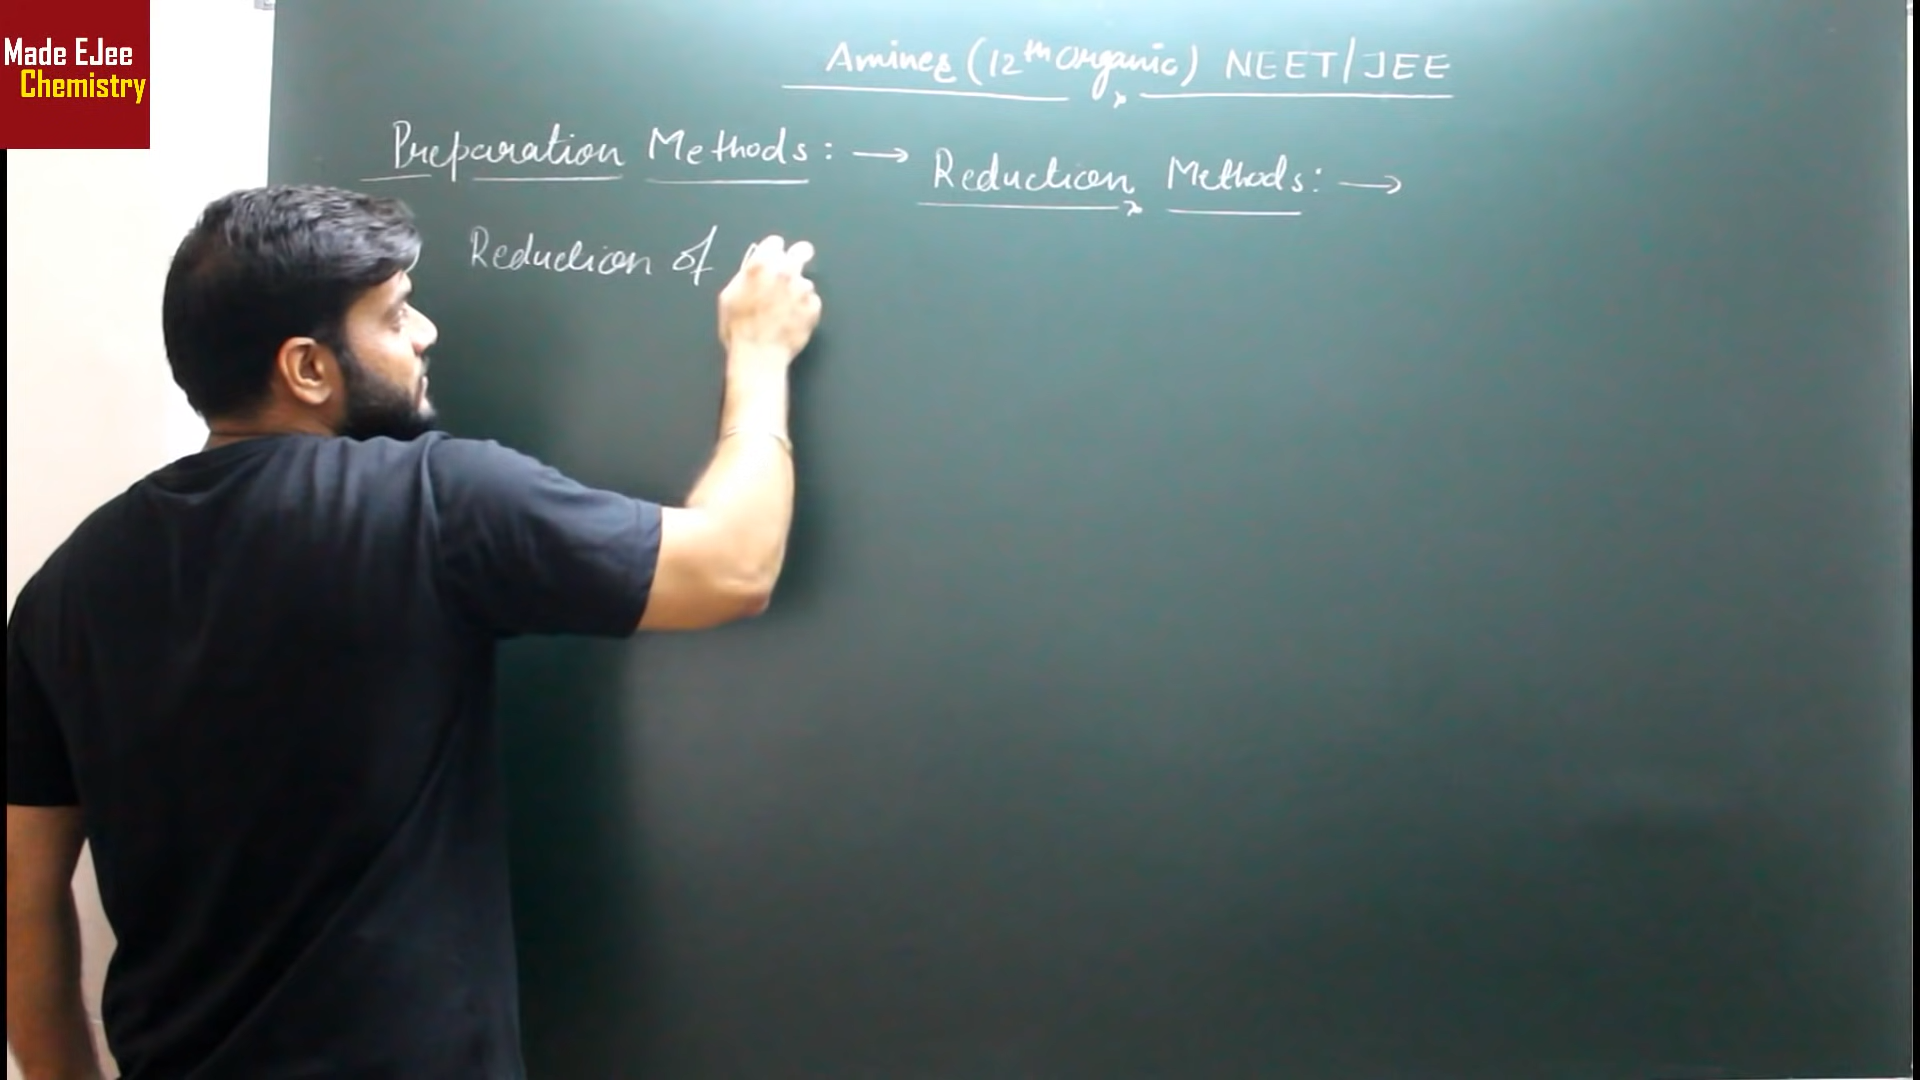 Made EJee
Chemistry
Amines (12th Organic) NEET/JEE
Preparation Methods: → Reduction Methods: →
Reduction of